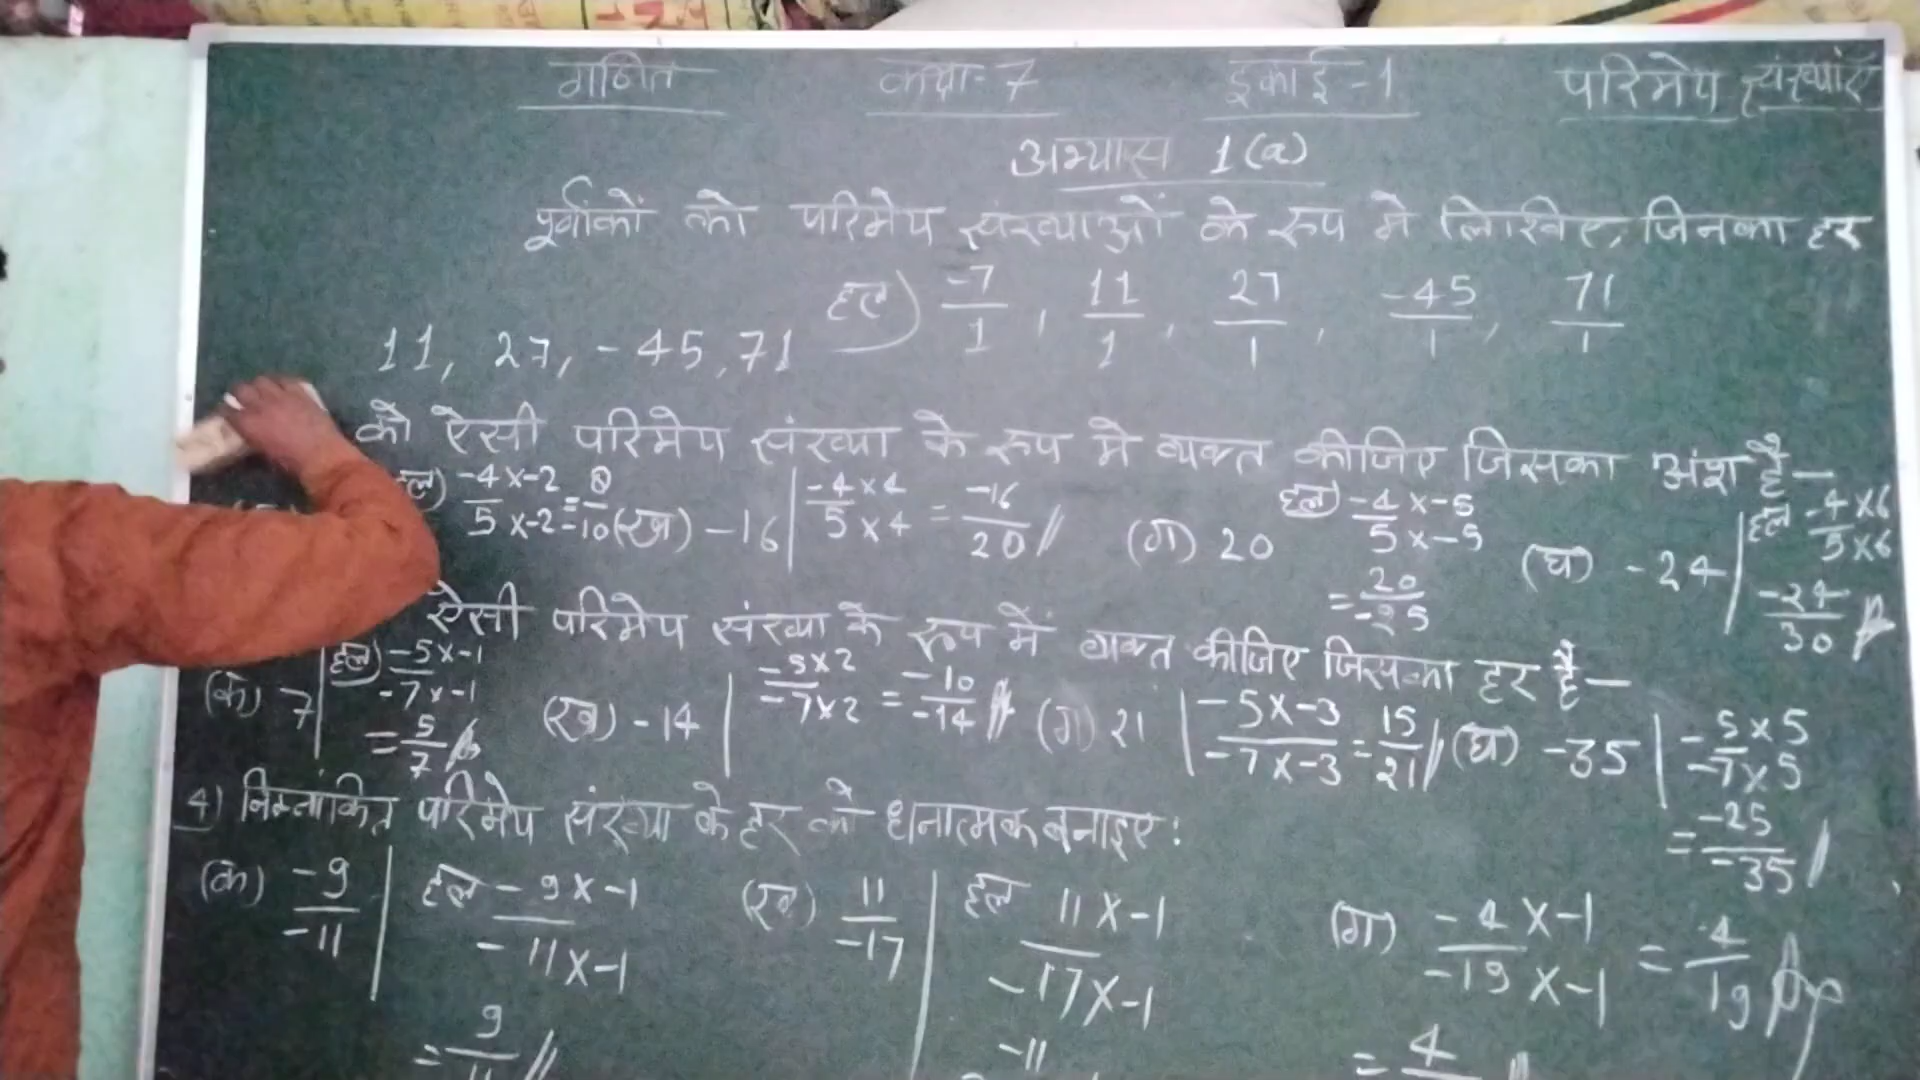 गणित कक्षा-7 इकाई-1 परिमेय संख्याएँ
अभ्यास 1(a)
पूर्णांकों को परिमेय संख्याओं के रूप मे लिखिए, जिनका हर
11, 27, -45, 71 हल) -7/1, 11/1, 27/1, -45/1, 71/1
को ऐसी परिमेय संख्या के रूप मे व्यक्त कीजिए जिसका अंश है—
हल) -4×-2/5×-2 = 8/-10 (ख) -16 | -4×4/5×4 = -16/20 // (ग) 20 हल) -4×-5/5×-5 = 20/-25 (घ) -24 | हल -4×6/5×6 -24/30
ऐसी परिमेय संख्या के रूप में व्यक्त कीजिए जिसका हर है—
(क) 7 | हल) -5×-1/-7×-1 = 5/7 // (ख) -14 | -5×2/-7×2 = -10/-14 // (ग) 21 | -5×-3/-7×-3 = 15/21 // (घ) -35 | -5×5/-7×5 = -25/-35 /
4) निम्नांकित परिमेय संख्या के हर को धनात्मक बनाइए:
(क) -9/-11 | हल -9×-1/-11×-1 = 9/11 // (ख) 11/-17 | हल 11×-1/-17×-1 -11 (ग) -4×-1/-19×-1 = 4/19
= 4